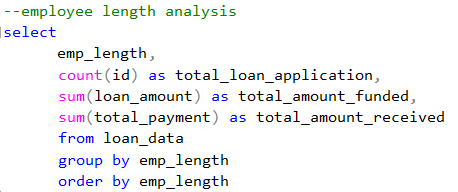 --employee length analysis
select
emp_length,
count(id) as total_loan_application,
sum(loan_amount) as total_amount_funded,
sum(total_payment) as total_amount_received
from loan_data
group by emp_length
order by emp_length